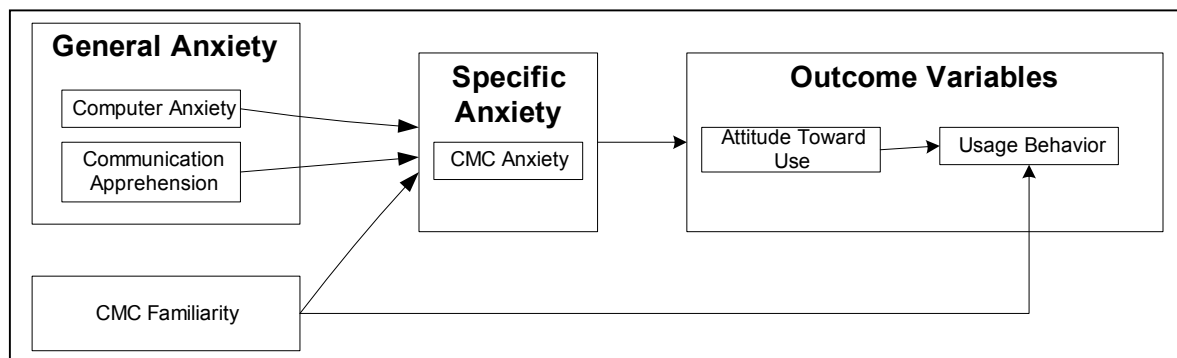 General Anxiety
Computer Anxiety
Communication
Apprehension
CMC Familiarity
Specific
Anxiety
CMC Anxiety
Outcome Variables
Attitude Toward
Use
Usage Behavior